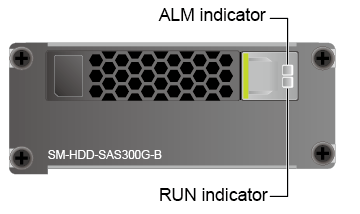 ALM indicator
SM-HDD-SAS300G-B
RUN indicator